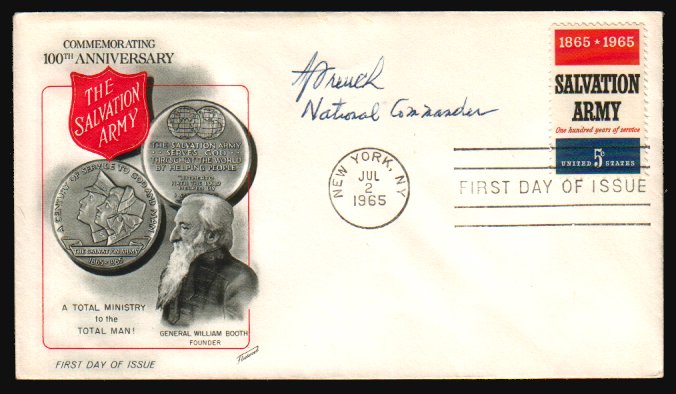 COMMEMORATING
100TH ANNIVERSARY
THE
SALVATION
ARMY
THE SALVATION ARMY
SERVES GOD
THROUGHOUT THE WORLD
BY HELPING PEOPLE
A CENTURY OF SERVICE TO GOD AND MAN
THE SALVATION ARMY
1865-1965
A TOTAL MINISTRY
to the
TOTAL MAN!
GENERAL WILLIAM BOOTH
FOUNDER
FIRST DAY OF ISSUE
National Commander
NEW YORK, NY
JUL
2
1965
1865 ★ 1965
SALVATION
ARMY
One hundred years of service
UNITED 5c STATES
FIRST DAY OF ISSUE